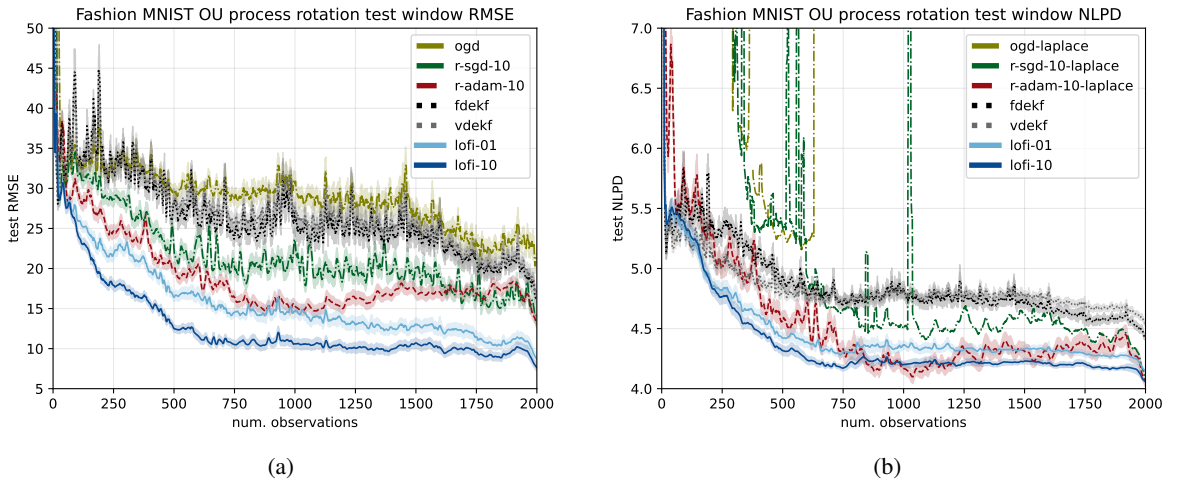 Fashion MNIST OU process rotation test window RMSE
50
45
40
35
30
25
20
15
10
5
test RMSE
ogd
r-sgd-10
r-adam-10
fdekf
vdekf
lofi-01
lofi-10
0 250 500 750 1000 1250 1500 1750 2000
num. observations
(a)
Fashion MNIST OU process rotation test window NLPD
7.0
6.5
6.0
5.5
5.0
4.5
4.0
test NLPD
ogd-laplace
r-sgd-10-laplace
r-adam-10-laplace
fdekf
vdekf
lofi-01
lofi-10
0 250 500 750 1000 1250 1500 1750 2000
num. observations
(b)